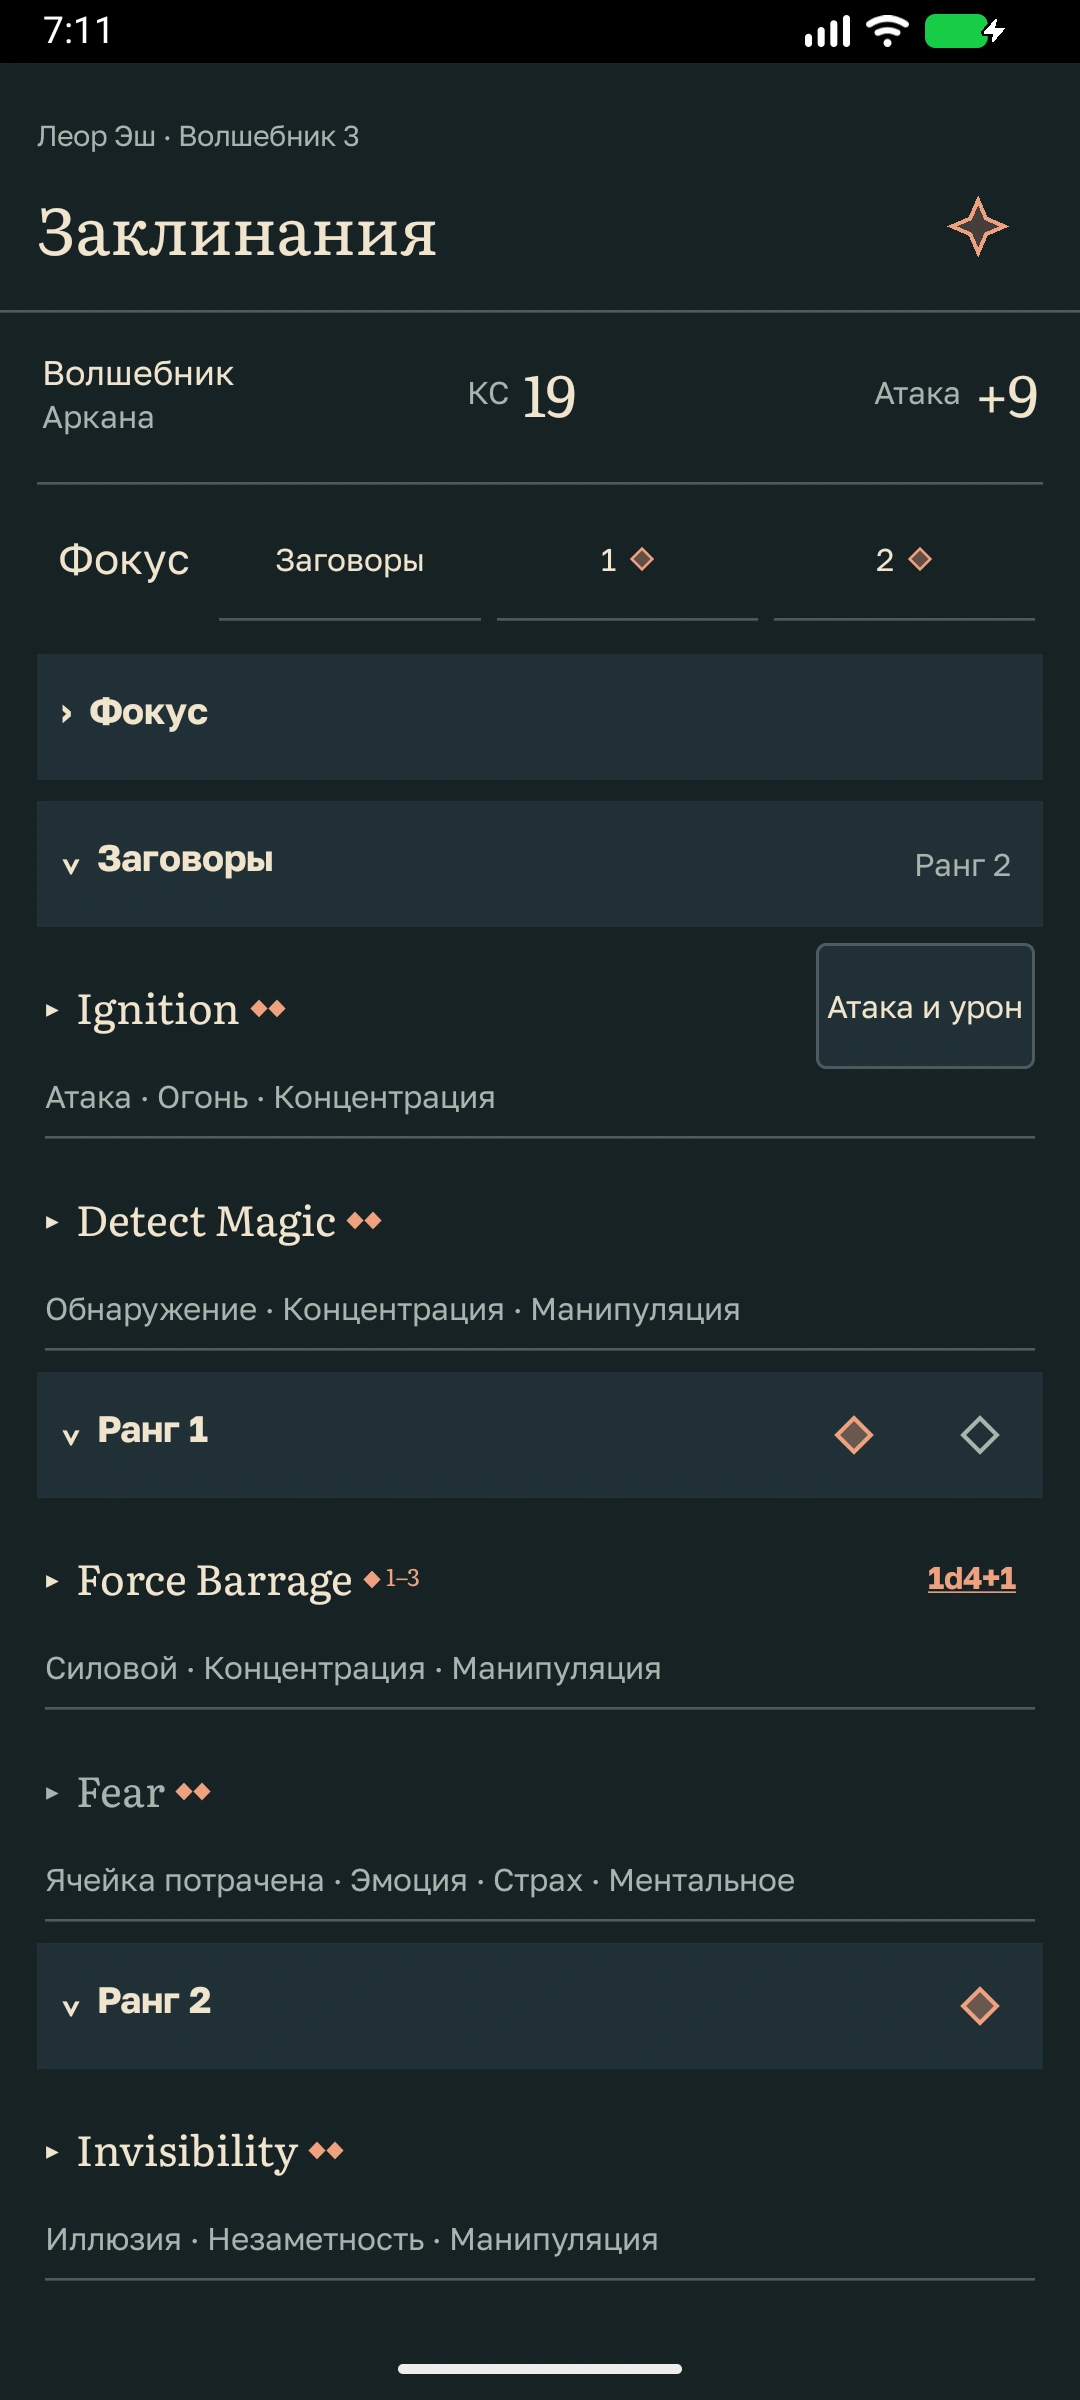 7:11
Леор Эш · Волшебник 3
Заклинания
Волшебник
Аркана
КС 19
Атака +9
Фокус
Заговоры
1
2
Фокус
Заговоры
Ранг 2
Ignition
Атака и урон
Атака · Огонь · Концентрация
Detect Magic
Обнаружение · Концентрация · Манипуляция
Ранг 1
Force Barrage 1–3
1d4+1
Силовой · Концентрация · Манипуляция
Fear
Ячейка потрачена · Эмоция · Страх · Ментальное
Ранг 2
Invisibility
Иллюзия · Незаметность · Манипуляция